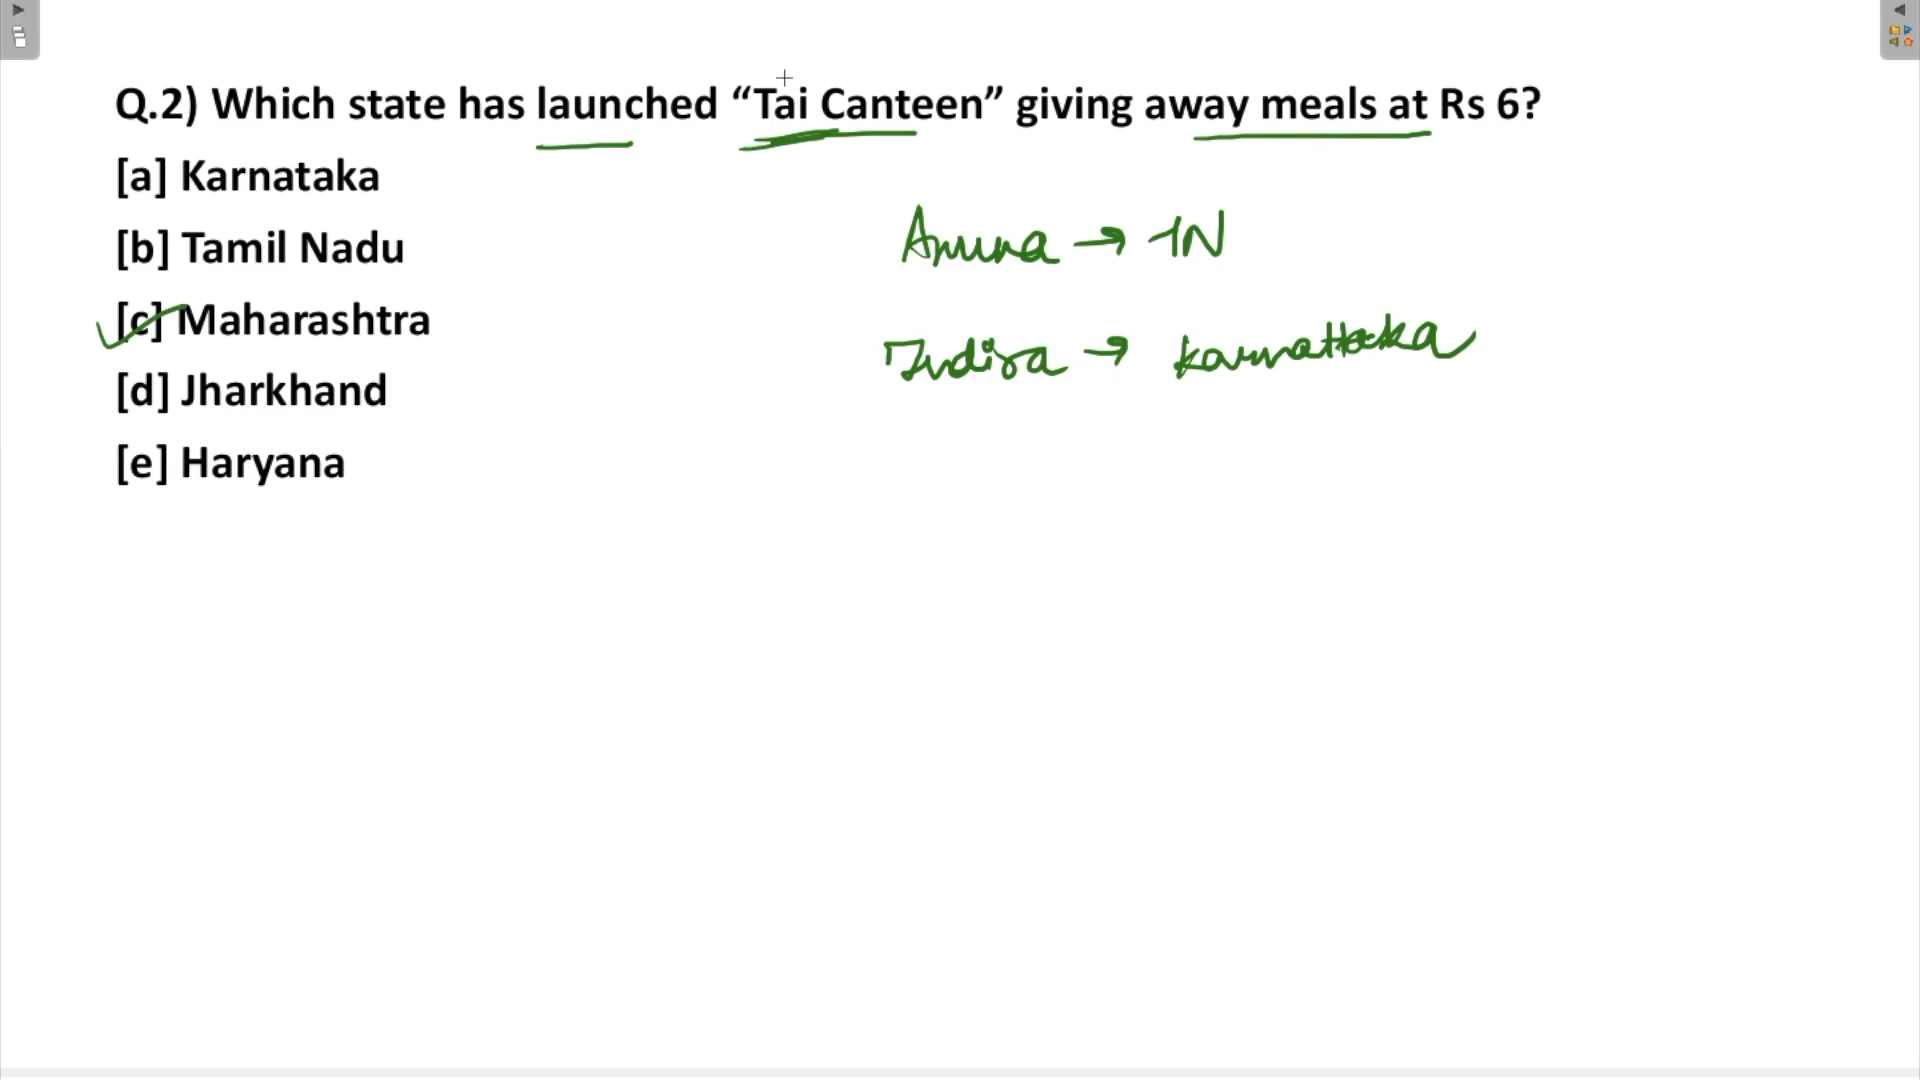 Q.2) Which state has launched “Tai Canteen” giving away meals at Rs 6?
[a] Karnataka
[b] Tamil Nadu
[c] Maharashtra
[d] Jharkhand
[e] Haryana
Amma → TN
Indira → Karnataka